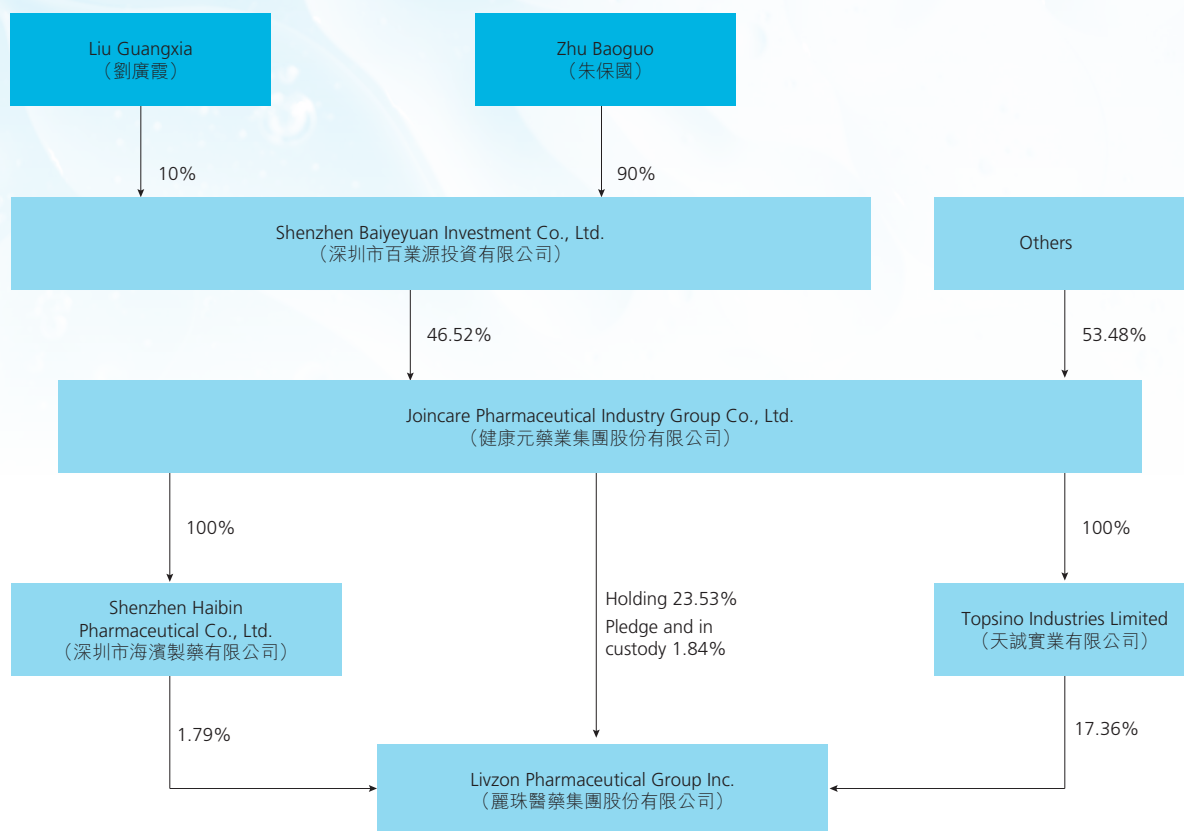 Liu Guangxia
（劉廣霞）
Zhu Baoguo
（朱保國）
10%
90%
Shenzhen Baiyeyuan Investment Co., Ltd.
（深圳市百業源投資有限公司）
Others
46.52%
53.48%
Joincare Pharmaceutical Industry Group Co., Ltd.
（健康元藥業集團股份有限公司）
100%
100%
Shenzhen Haibin
Pharmaceutical Co., Ltd.
（深圳市海濱製藥有限公司）
Holding 23.53%
Pledge and in
custody 1.84%
Topsino Industries Limited
（天誠實業有限公司）
1.79%
17.36%
Livzon Pharmaceutical Group Inc.
（麗珠醫藥集團股份有限公司）